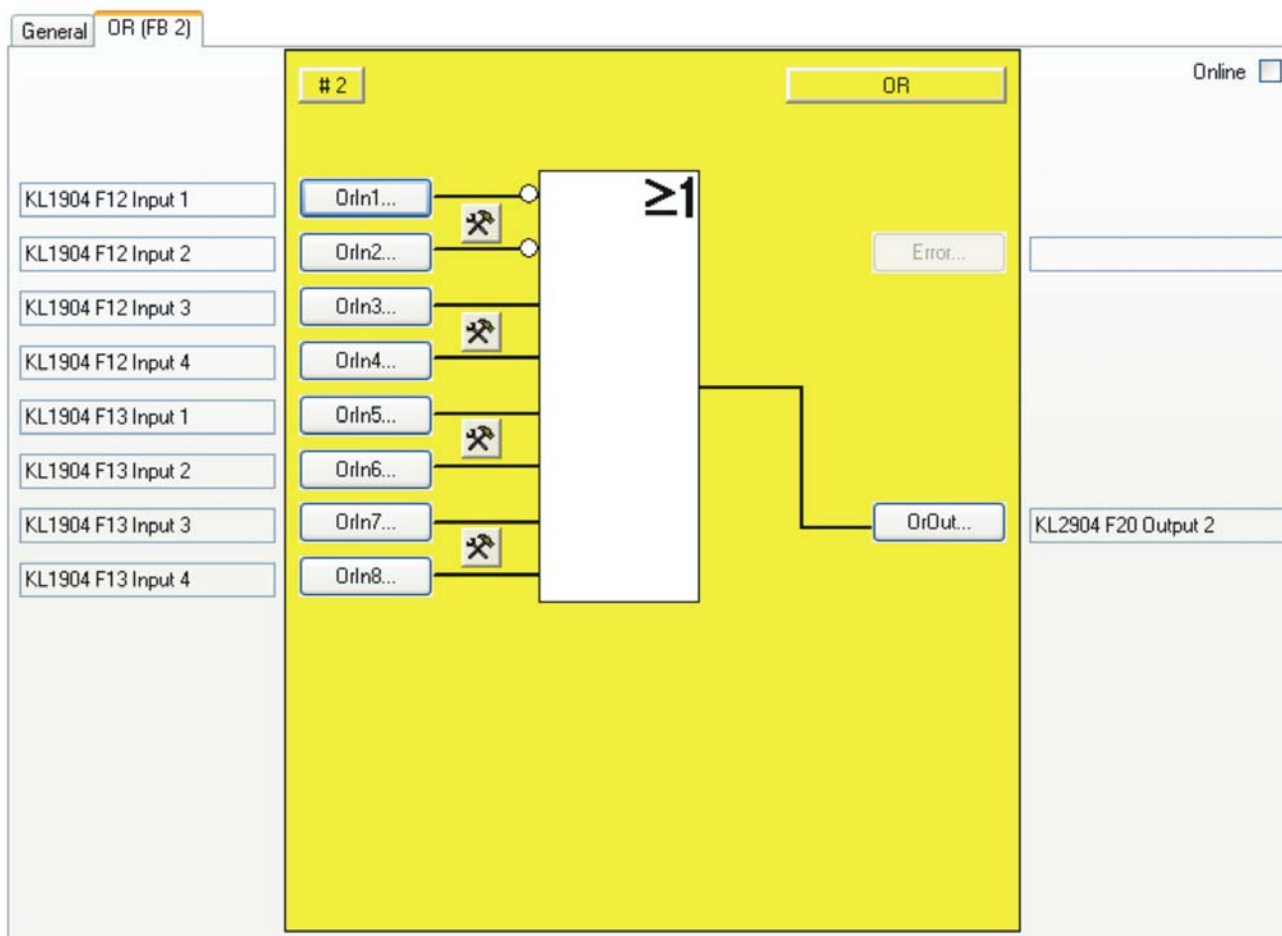 General
OR (FB 2)
# 2
OR
Online
KL1904 F12 Input 1
OrIn1...
≥1
KL1904 F12 Input 2
OrIn2...
Error...
KL1904 F12 Input 3
OrIn3...
KL1904 F12 Input 4
OrIn4...
KL1904 F13 Input 1
OrIn5...
KL1904 F13 Input 2
OrIn6...
KL1904 F13 Input 3
OrIn7...
OrOut...
KL2904 F20 Output 2
KL1904 F13 Input 4
OrIn8...